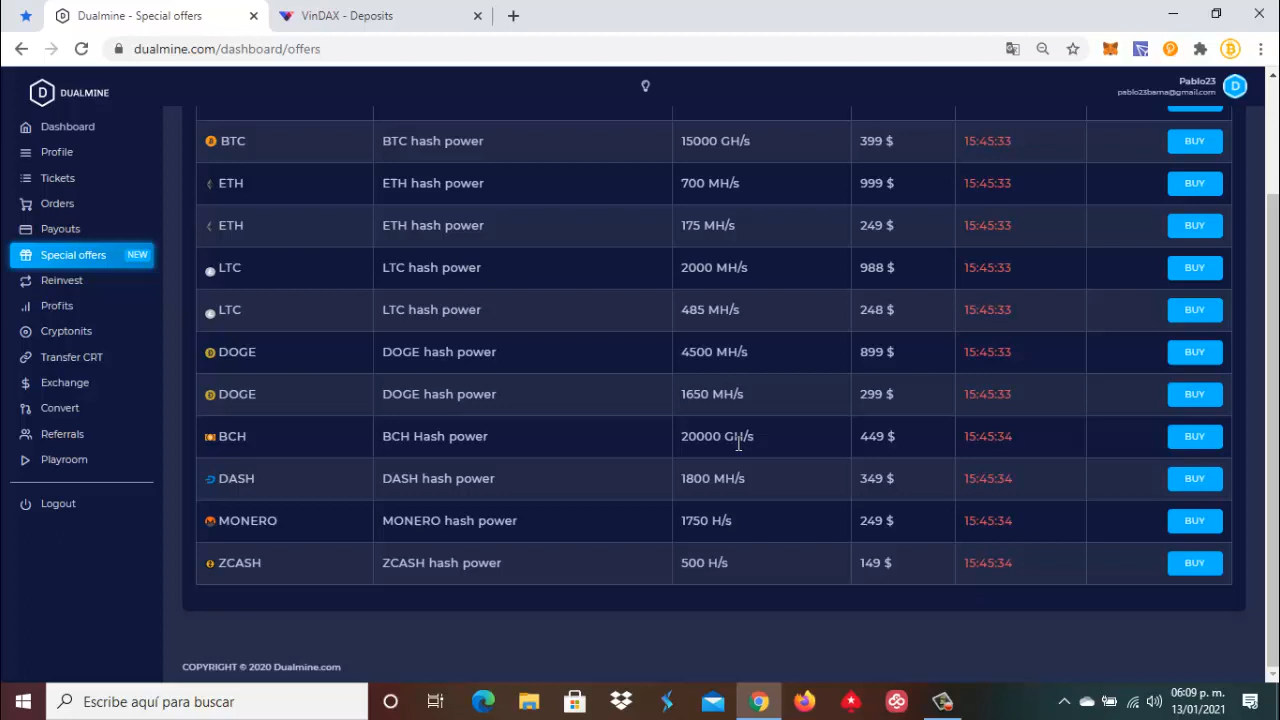 Dualmine - Special offers
VinDAX - Deposits
dualmine.com/dashboard/offers
DUALMINE
Pablo23
pablo23bama@gmail.com
Dashboard
Profile
Tickets
Orders
Payouts
Special offers NEW
Reinvest
Profits
Cryptonits
Transfer CRT
Exchange
Convert
Referrals
Playroom
Logout
BTC BTC hash power 15000 GH/s 399 $ 15:45:33 BUY
ETH ETH hash power 700 MH/s 999 $ 15:45:33 BUY
ETH ETH hash power 175 MH/s 249 $ 15:45:33 BUY
LTC LTC hash power 2000 MH/s 988 $ 15:45:33 BUY
LTC LTC hash power 485 MH/s 248 $ 15:45:33 BUY
DOGE DOGE hash power 4500 MH/s 899 $ 15:45:33 BUY
DOGE DOGE hash power 1650 MH/s 299 $ 15:45:33 BUY
BCH BCH Hash power 20000 GH/s 449 $ 15:45:34 BUY
DASH DASH hash power 1800 MH/s 349 $ 15:45:34 BUY
MONERO MONERO hash power 1750 H/s 249 $ 15:45:34 BUY
ZCASH ZCASH hash power 500 H/s 149 $ 15:45:34 BUY
COPYRIGHT © 2020 Dualmine.com
Escribe aquí para buscar
06:09 p. m.
13/01/2021